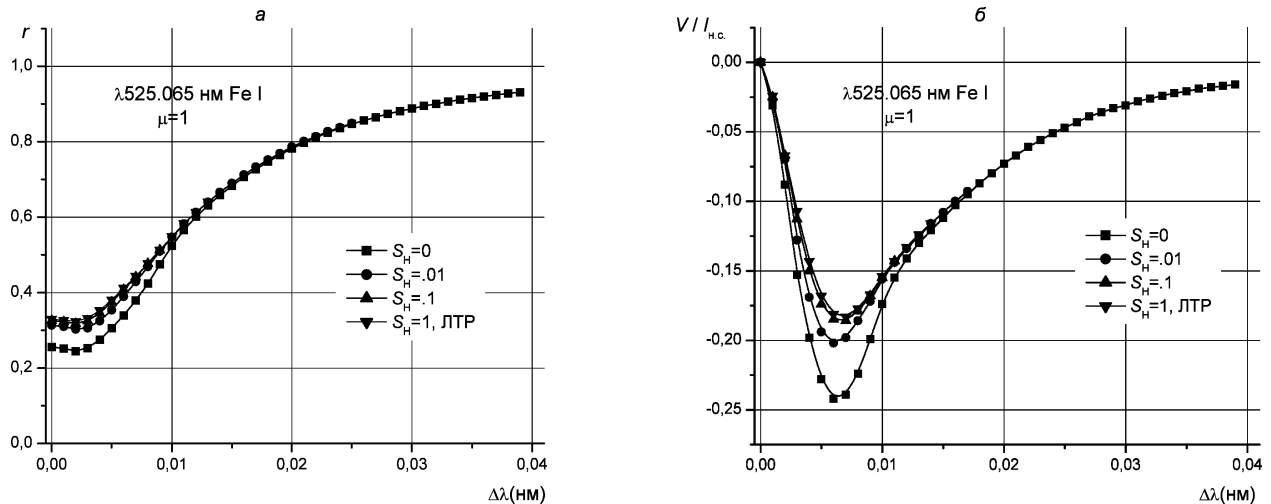 а
r
1,0
0,8
0,6
0,4
0,2
0,0
λ525.065 нм Fe I
μ=1
S_H=0
S_H=.01
S_H=.1
S_H=1, ЛТР
0,00 0,01 0,02 0,03 0,04
Δλ(нм)
б
V / I_н.с.
0,00
-0,05
-0,10
-0,15
-0,20
-0,25
λ525.065 нм Fe I
μ=1
S_H=0
S_H=.01
S_H=.1
S_H=1, ЛТР
0,00 0,01 0,02 0,03 0,04
Δλ(нм)